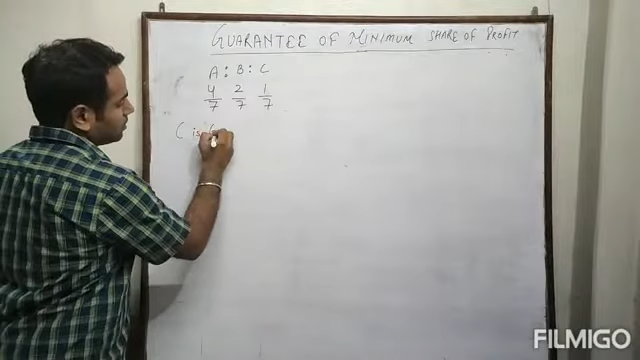 GUARANTEE OF MINIMUM SHARE OF PROFIT
A : B : C
4/7 2/7 1/7
C is
FILMIGO